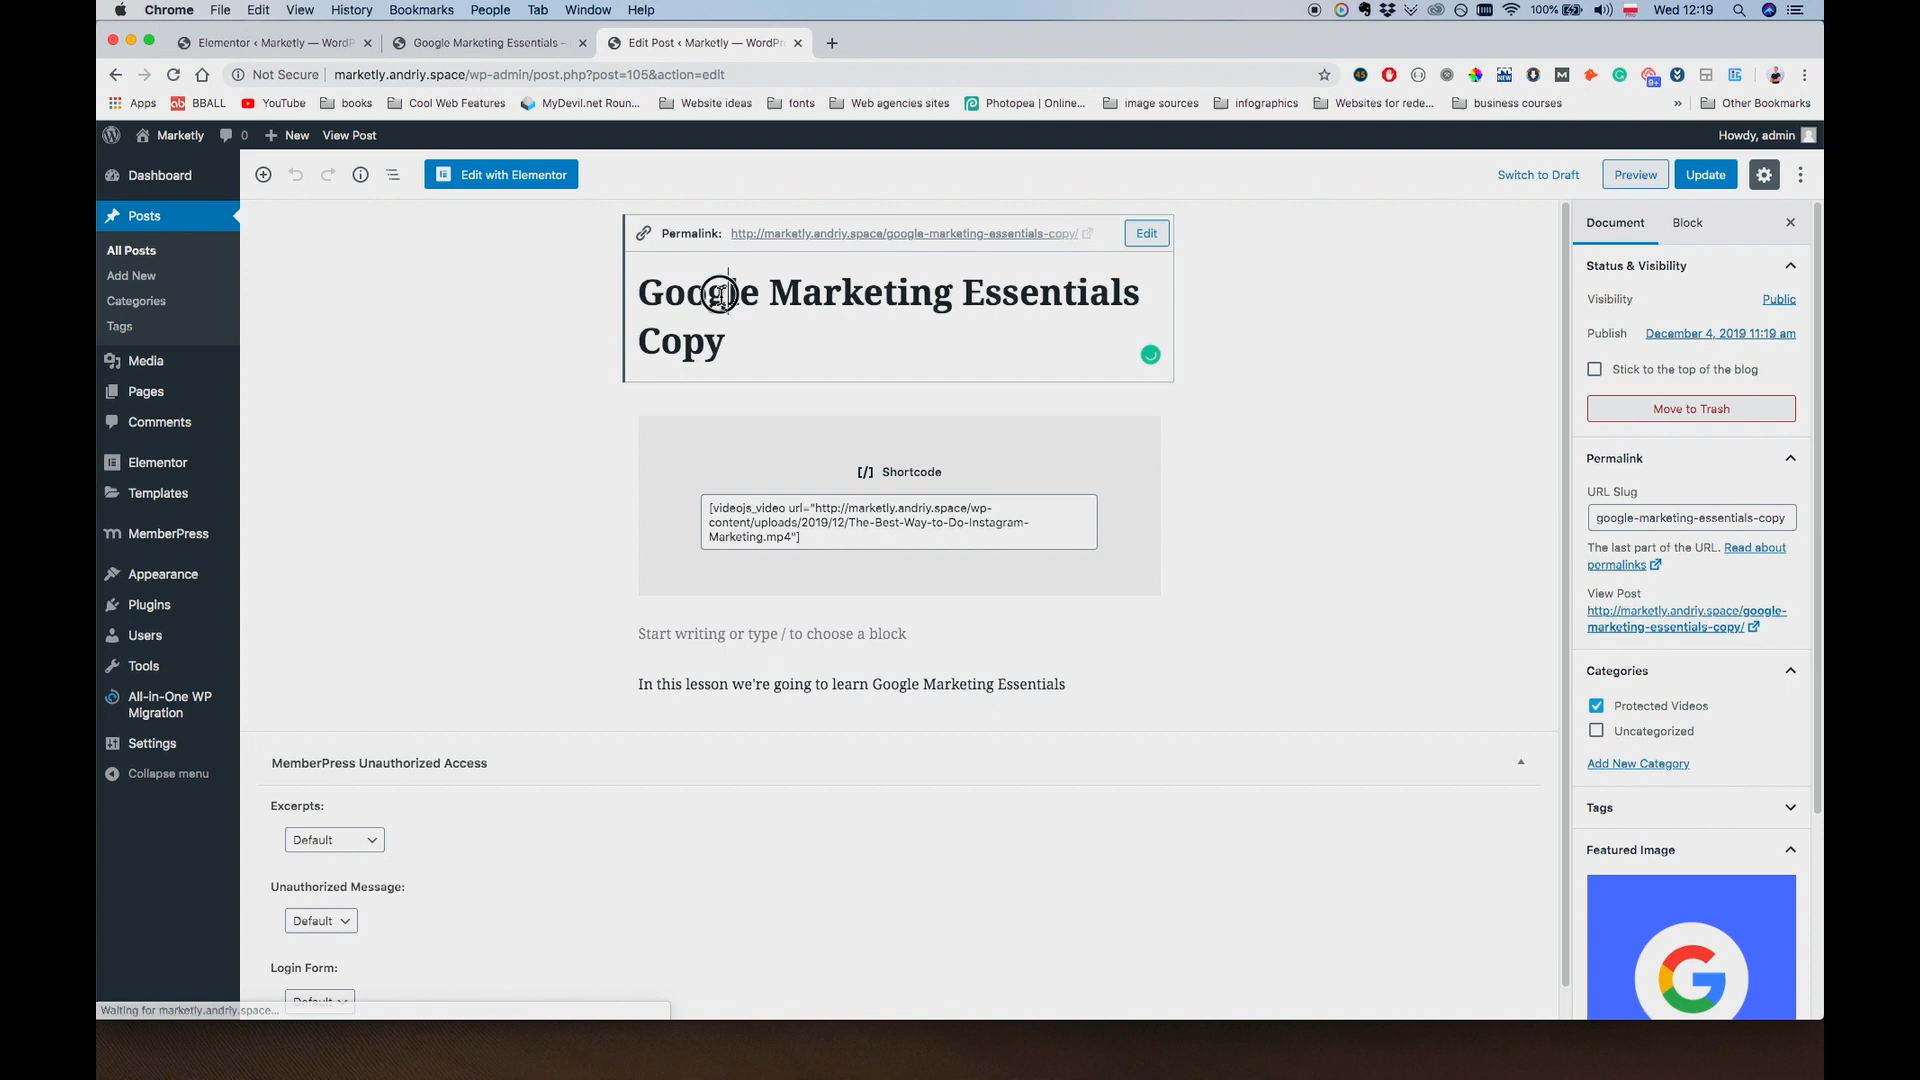 Chrome File Edit View History Bookmarks People Tab Window Help 100% Wed 12:19
Elementor ‹ Marketly — WordP Google Marketing Essentials – Edit Post ‹ Marketly — WordPr
Not Secure marketly.andriy.space/wp-admin/post.php?post=105&action=edit
Apps BBALL YouTube books Cool Web Features MyDevil.net Roun... Website ideas fonts Web agencies sites Photopea | Online... image sources infographics Websites for rede... business courses » Other Bookmarks
Marketly 0 New View Post Howdy, admin
Dashboard
Posts
All Posts
Add New
Categories
Tags
Media
Pages
Comments
Elementor
Templates
MemberPress
Appearance
Plugins
Users
Tools
All-in-One WP
Migration
Settings
Collapse menu
Edit with Elementor Switch to Draft Preview Update
Permalink: http://marketly.andriy.space/google-marketing-essentials-copy/ Edit
Google Marketing Essentials
Copy
[/] Shortcode
[videojs_video url="http://marketly.andriy.space/wp-
content/uploads/2019/12/The-Best-Way-to-Do-Instagram-
Marketing.mp4"]
Start writing or type / to choose a block
In this lesson we're going to learn Google Marketing Essentials
MemberPress Unauthorized Access
Excerpts:
Default
Unauthorized Message:
Default
Login Form:
Default
Waiting for marketly.andriy.space...
Document Block
Status & Visibility
Visibility Public
Publish December 4, 2019 11:19 am
Stick to the top of the blog
Move to Trash
Permalink
URL Slug
google-marketing-essentials-copy
The last part of the URL. Read about
permalinks
View Post
http://marketly.andriy.space/google-
marketing-essentials-copy/
Categories
Protected Videos
Uncategorized
Add New Category
Tags
Featured Image
G